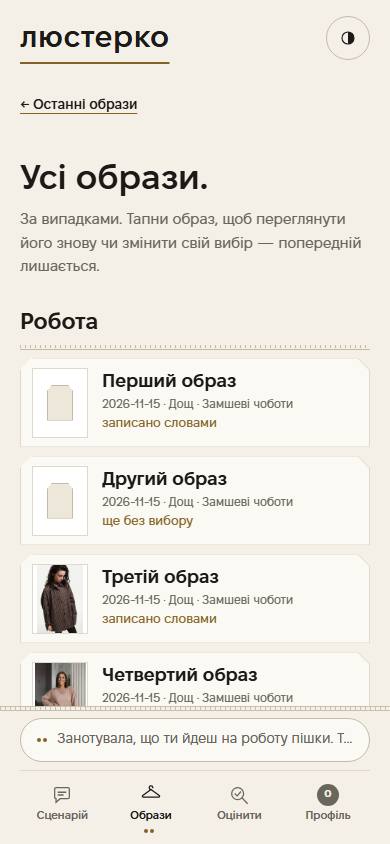 люстерко
← Останні образи
Усі образи.
За випадками. Тапни образ, щоб переглянути
його знову чи змінити свій вибір — попередній
лишається.
Робота
Перший образ
2026-11-15 · Дощ · Замшеві чоботи
записано словами
Другий образ
2026-11-15 · Дощ · Замшеві чоботи
ще без вибору
Третій образ
2026-11-15 · Дощ · Замшеві чоботи
записано словами
Четвертий образ
2026-11-15 · Дощ · Замшеві чоботи
Занотувала, що ти йдеш на роботу пішки. Т...
Сценарій
Образи
Оцінити
О
Профіль